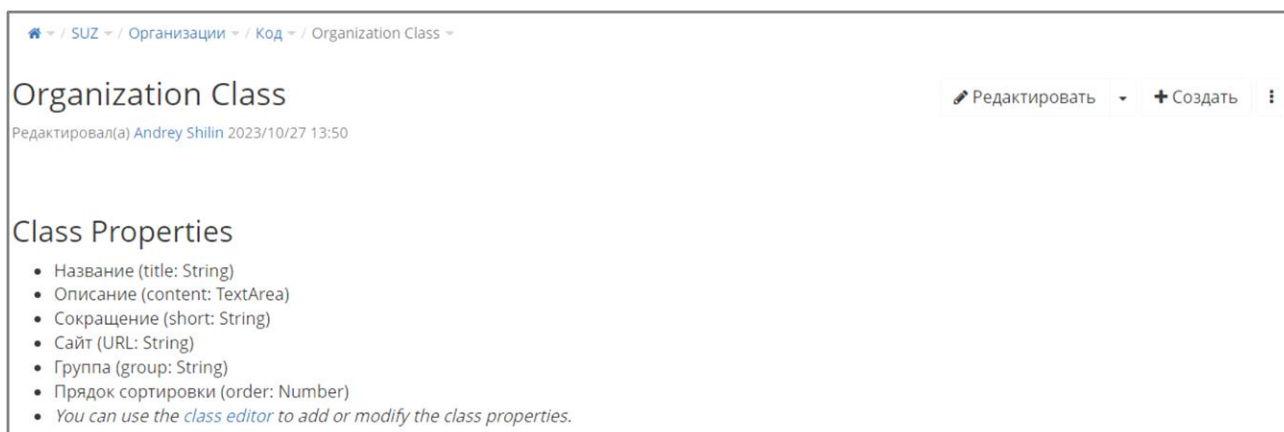 / SUZ / Организации / Код / Organization Class
Organization Class
Редактировать
Создать
Редактировал(а) Andrey Shilin 2023/10/27 13:50
Class Properties
• Название (title: String)
• Описание (content: TextArea)
• Сокращение (short: String)
• Сайт (URL: String)
• Группа (group: String)
• Прядок сортировки (order: Number)
• You can use the class editor to add or modify the class properties.